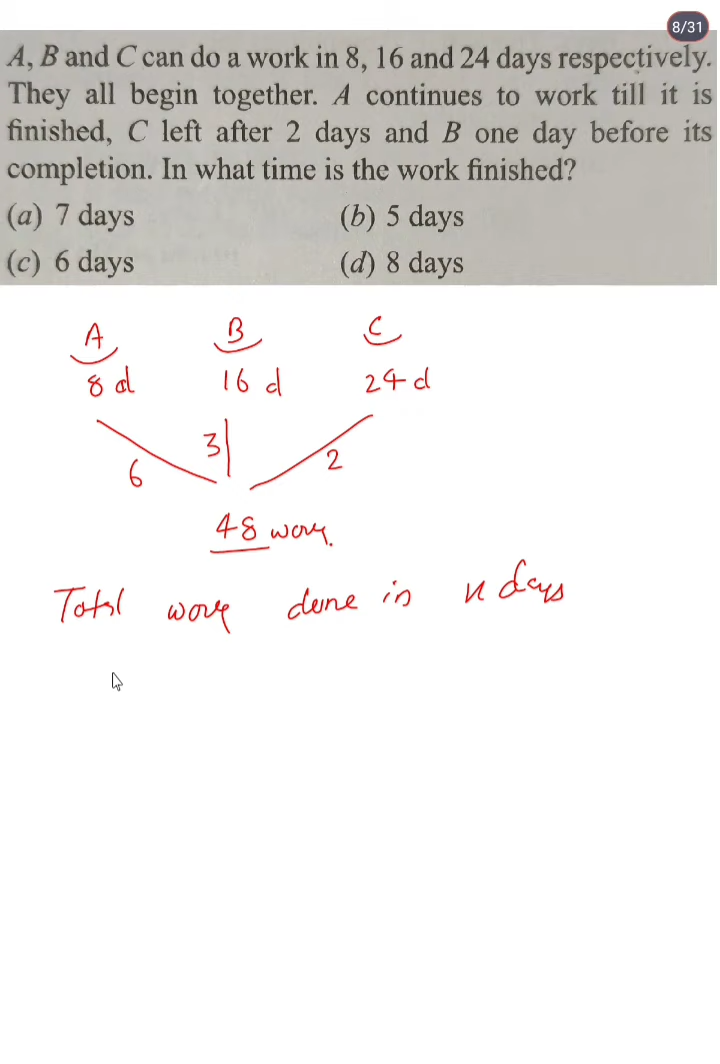 8/31
A, B and C can do a work in 8, 16 and 24 days respectively.
They all begin together. A continues to work till it is
finished, C left after 2 days and B one day before its
completion. In what time is the work finished?
(a) 7 days (b) 5 days
(c) 6 days (d) 8 days
A B C
8 d 16 d 24 d
6 3 2
48 work.
Total work done in n days